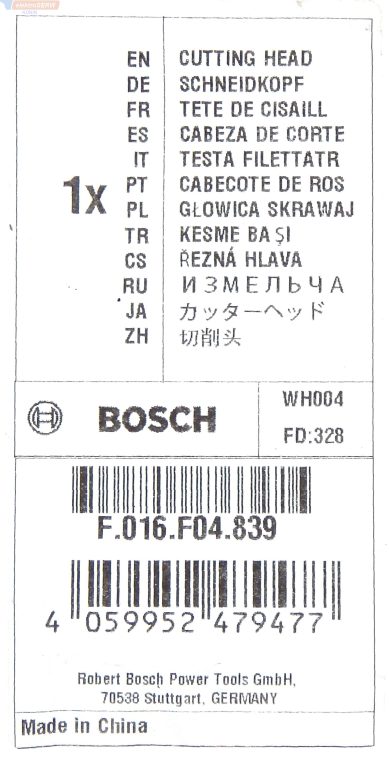 1x
EN CUTTING HEAD
DE SCHNEIDKOPF
FR TETE DE CISAILL
ES CABEZA DE CORTE
IT TESTA FILETTATR
PT CABECOTE DE ROS
PL GŁOWICA SKRAWAJ
TR KESME BAŞI
CS ŘEZNÁ HLAVA
RU ИЗМЕЛЬЧА
JA カッターヘッド
ZH 切削头
BOSCH
WH004
FD:328
F.016.F04.839
4 059952 479477
Robert Bosch Power Tools GmbH,
70538 Stuttgart, GERMANY
Made in China